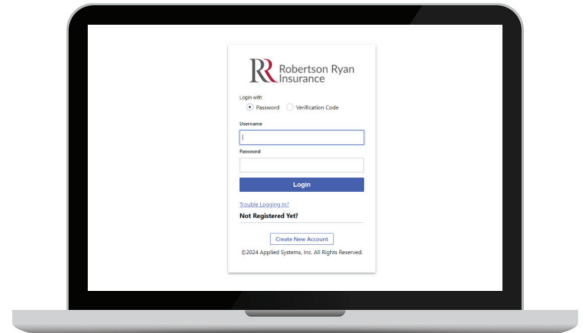 RR Robertson Ryan
Insurance
Login with:
Password Verification Code
Username
Password
Login
Trouble Logging In?
Not Registered Yet?
Create New Account
©2024 Applied Systems, Inc. All Rights Reserved.